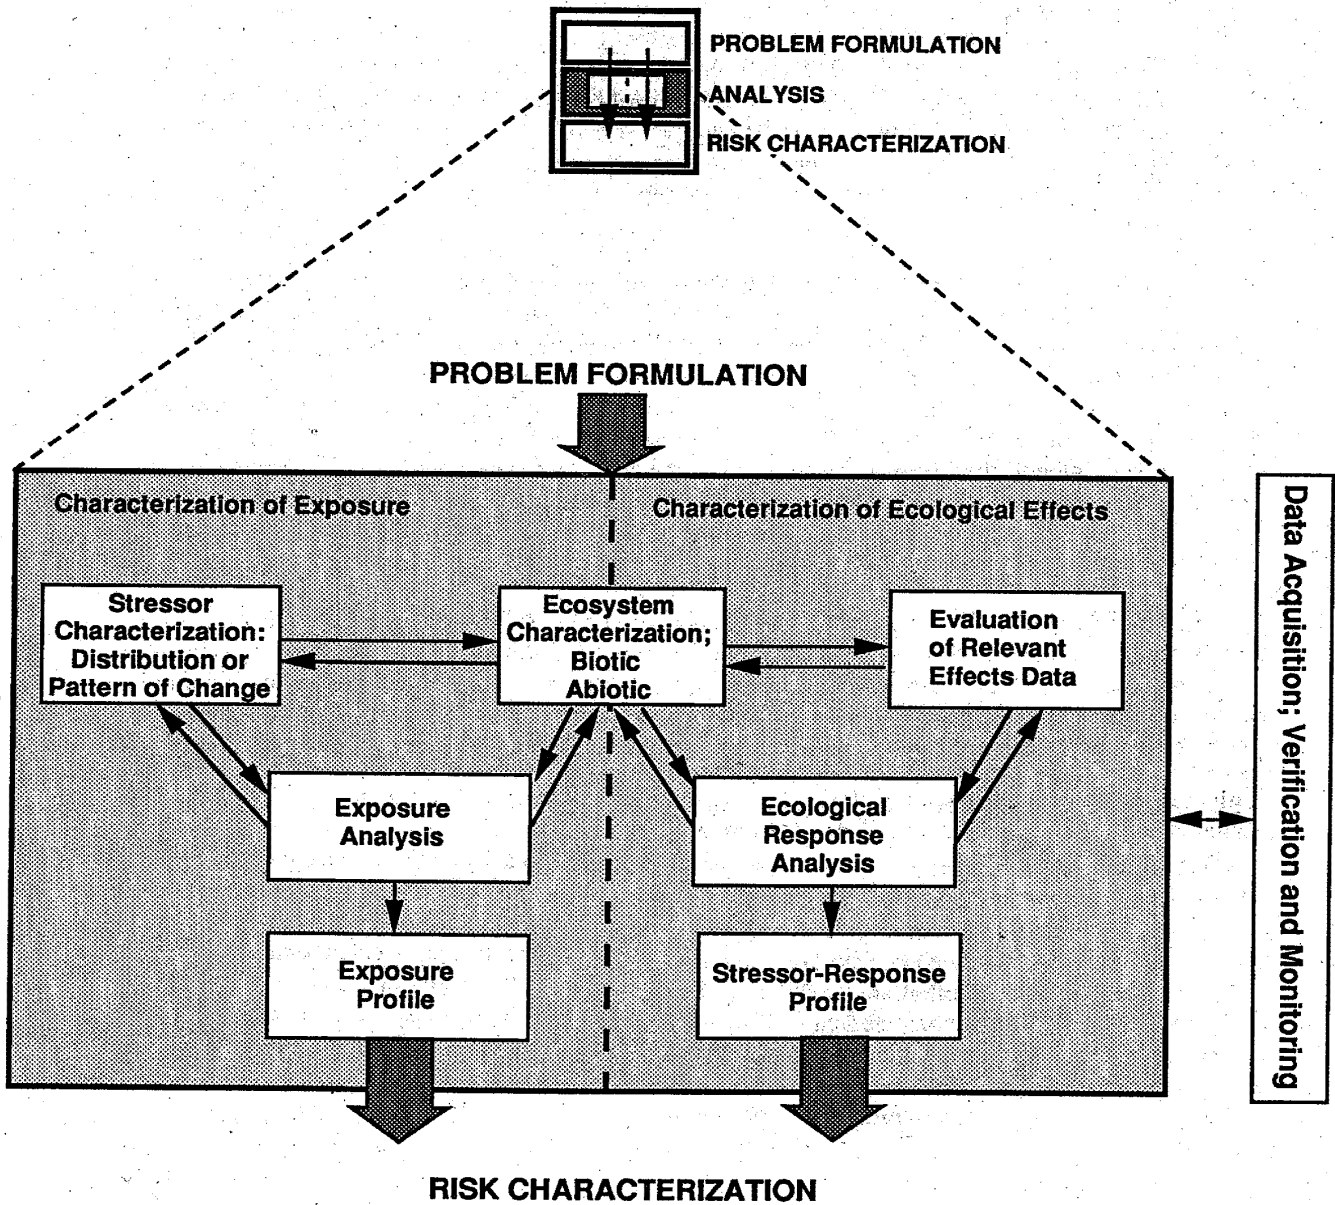 PROBLEM FORMULATION
ANALYSIS
RISK CHARACTERIZATION
PROBLEM FORMULATION
Characterization of Exposure
Characterization of Ecological Effects
Stressor
Characterization:
Distribution or
Pattern of Change
Ecosystem
Characterization;
Biotic
Abiotic
Evaluation
of Relevant
Effects Data
Exposure
Analysis
Ecological
Response
Analysis
Exposure
Profile
Stressor-Response
Profile
Data Acquisition; Verification and Monitoring
RISK CHARACTERIZATION